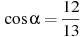 cos α = 12/13